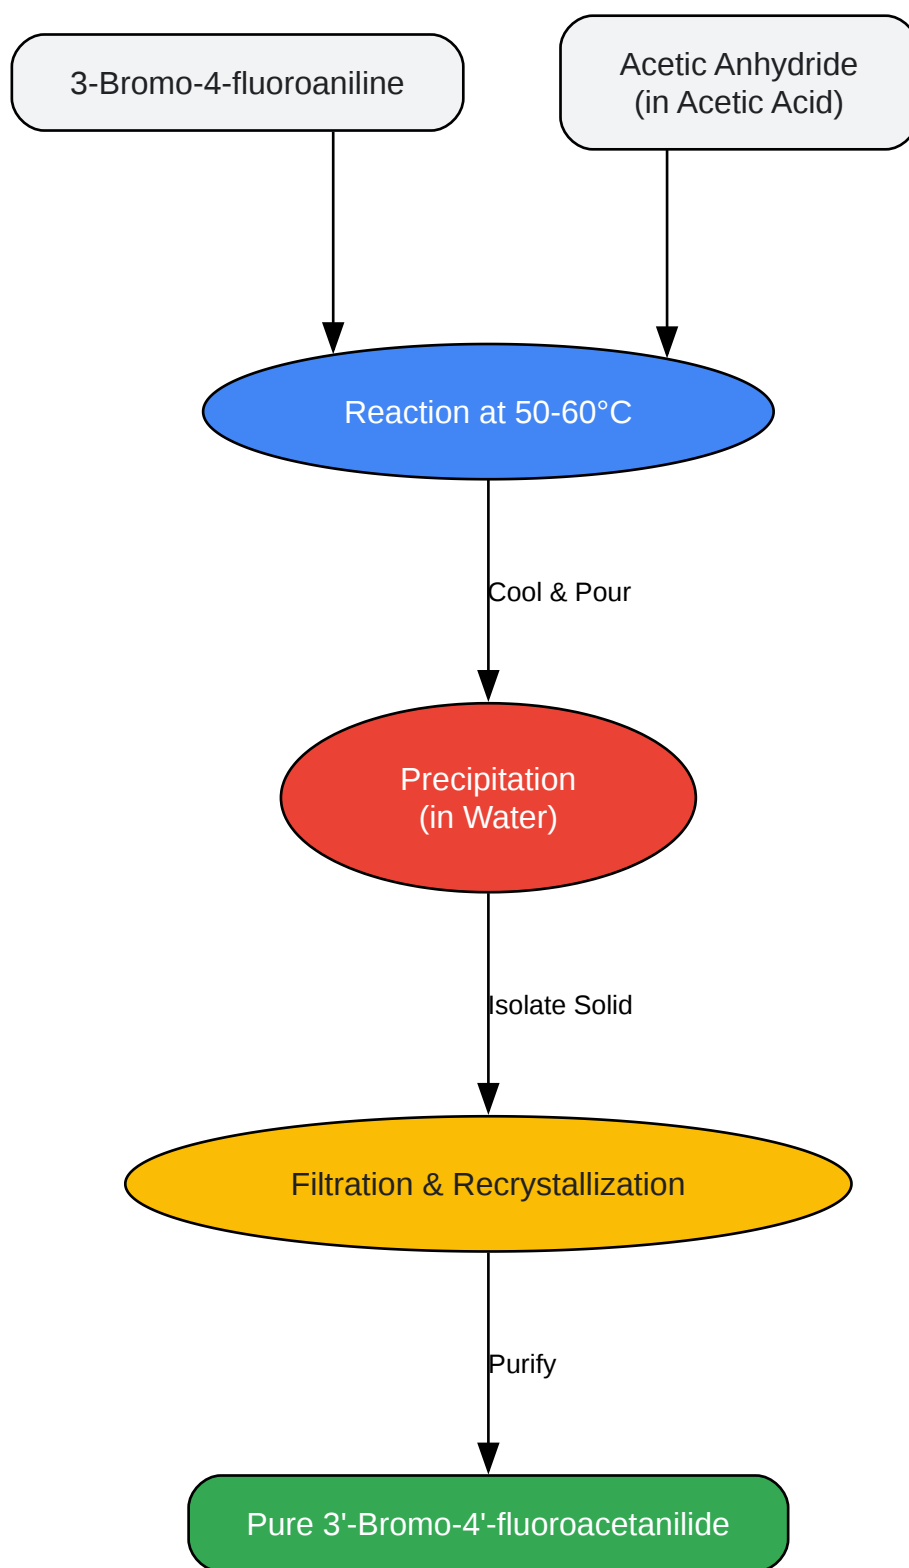 3-Bromo-4-fluoroaniline
Acetic Anhydride
(in Acetic Acid)
Reaction at 50-60°C
Cool & Pour
Precipitation
(in Water)
Isolate Solid
Filtration & Recrystallization
Purify
Pure 3'-Bromo-4'-fluoroacetanilide